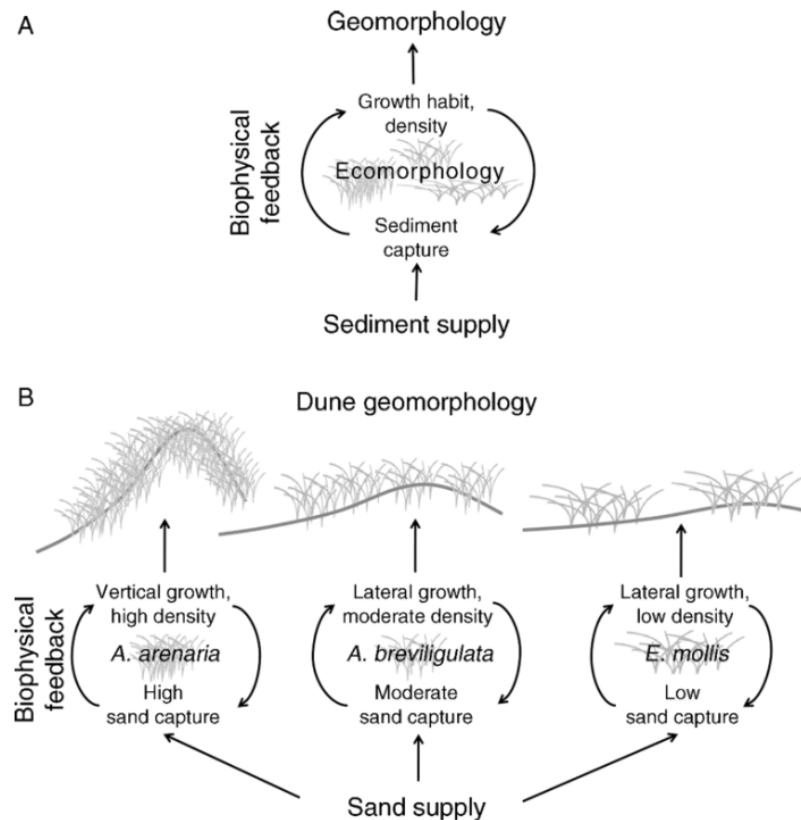 A
Geomorphology
Growth habit,
density
Biophysical
feedback
Ecomorphology
Sediment
capture
Sediment supply
B
Dune geomorphology
Biophysical
feedback
Vertical growth,
high density
A. arenaria
High
sand capture
Lateral growth,
moderate density
A. breviligulata
Moderate
sand capture
Lateral growth,
low density
E. mollis
Low
sand capture
Sand supply